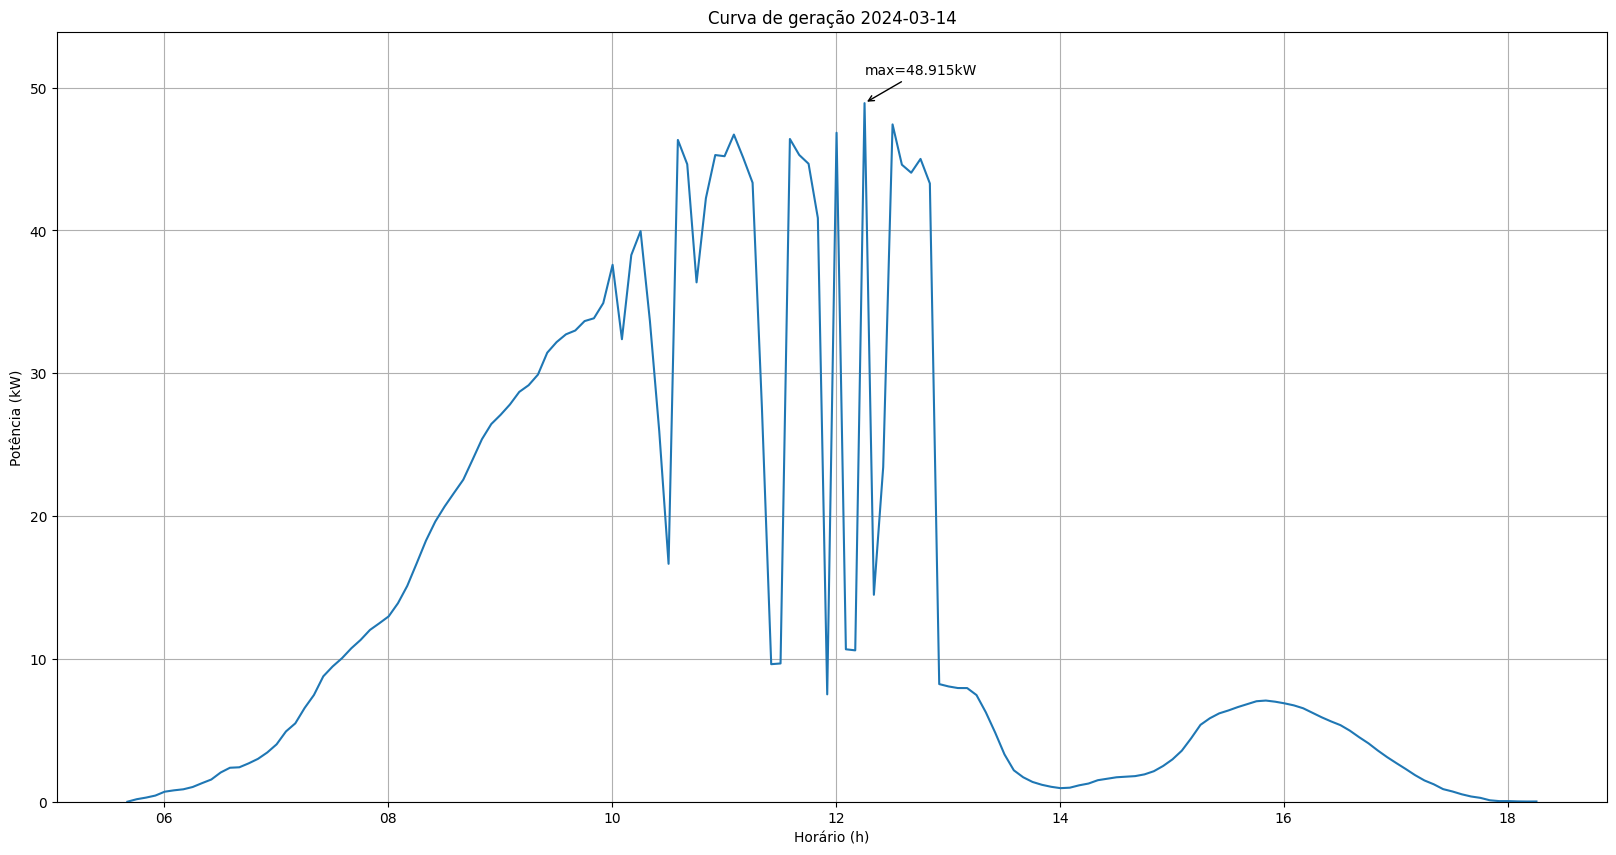 Curva de geração 2024-03-14
max=48.915kW
50
40
30
20
10
0
Potência (kW)
06 08 10 12 14 16 18
Horário (h)